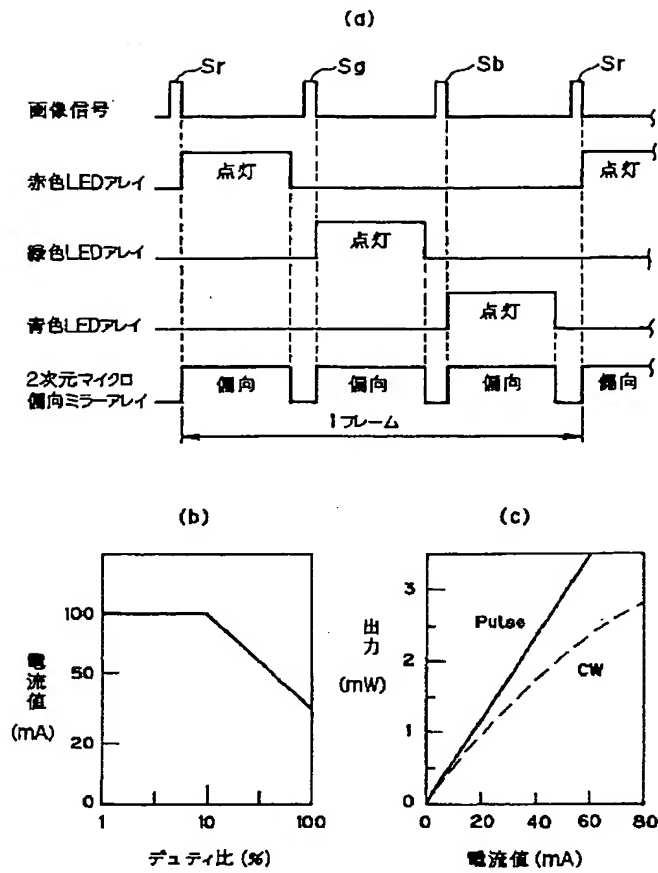 (a)
Sr Sg Sb Sr
画像信号
赤色LEDアレイ 点灯 点灯
緑色LEDアレイ 点灯
青色LEDアレイ 点灯
2次元マイクロ
偏向ミラーアレイ 偏向 偏向 偏向 偏向
1フレーム
(b)
100
50
20
0
電流値
(mA)
1 10 100
デュティ比(%)
(c)
3
2
1
0
出力
(mW)
Pulse
CW
0 20 40 60 80
電流値(mA)